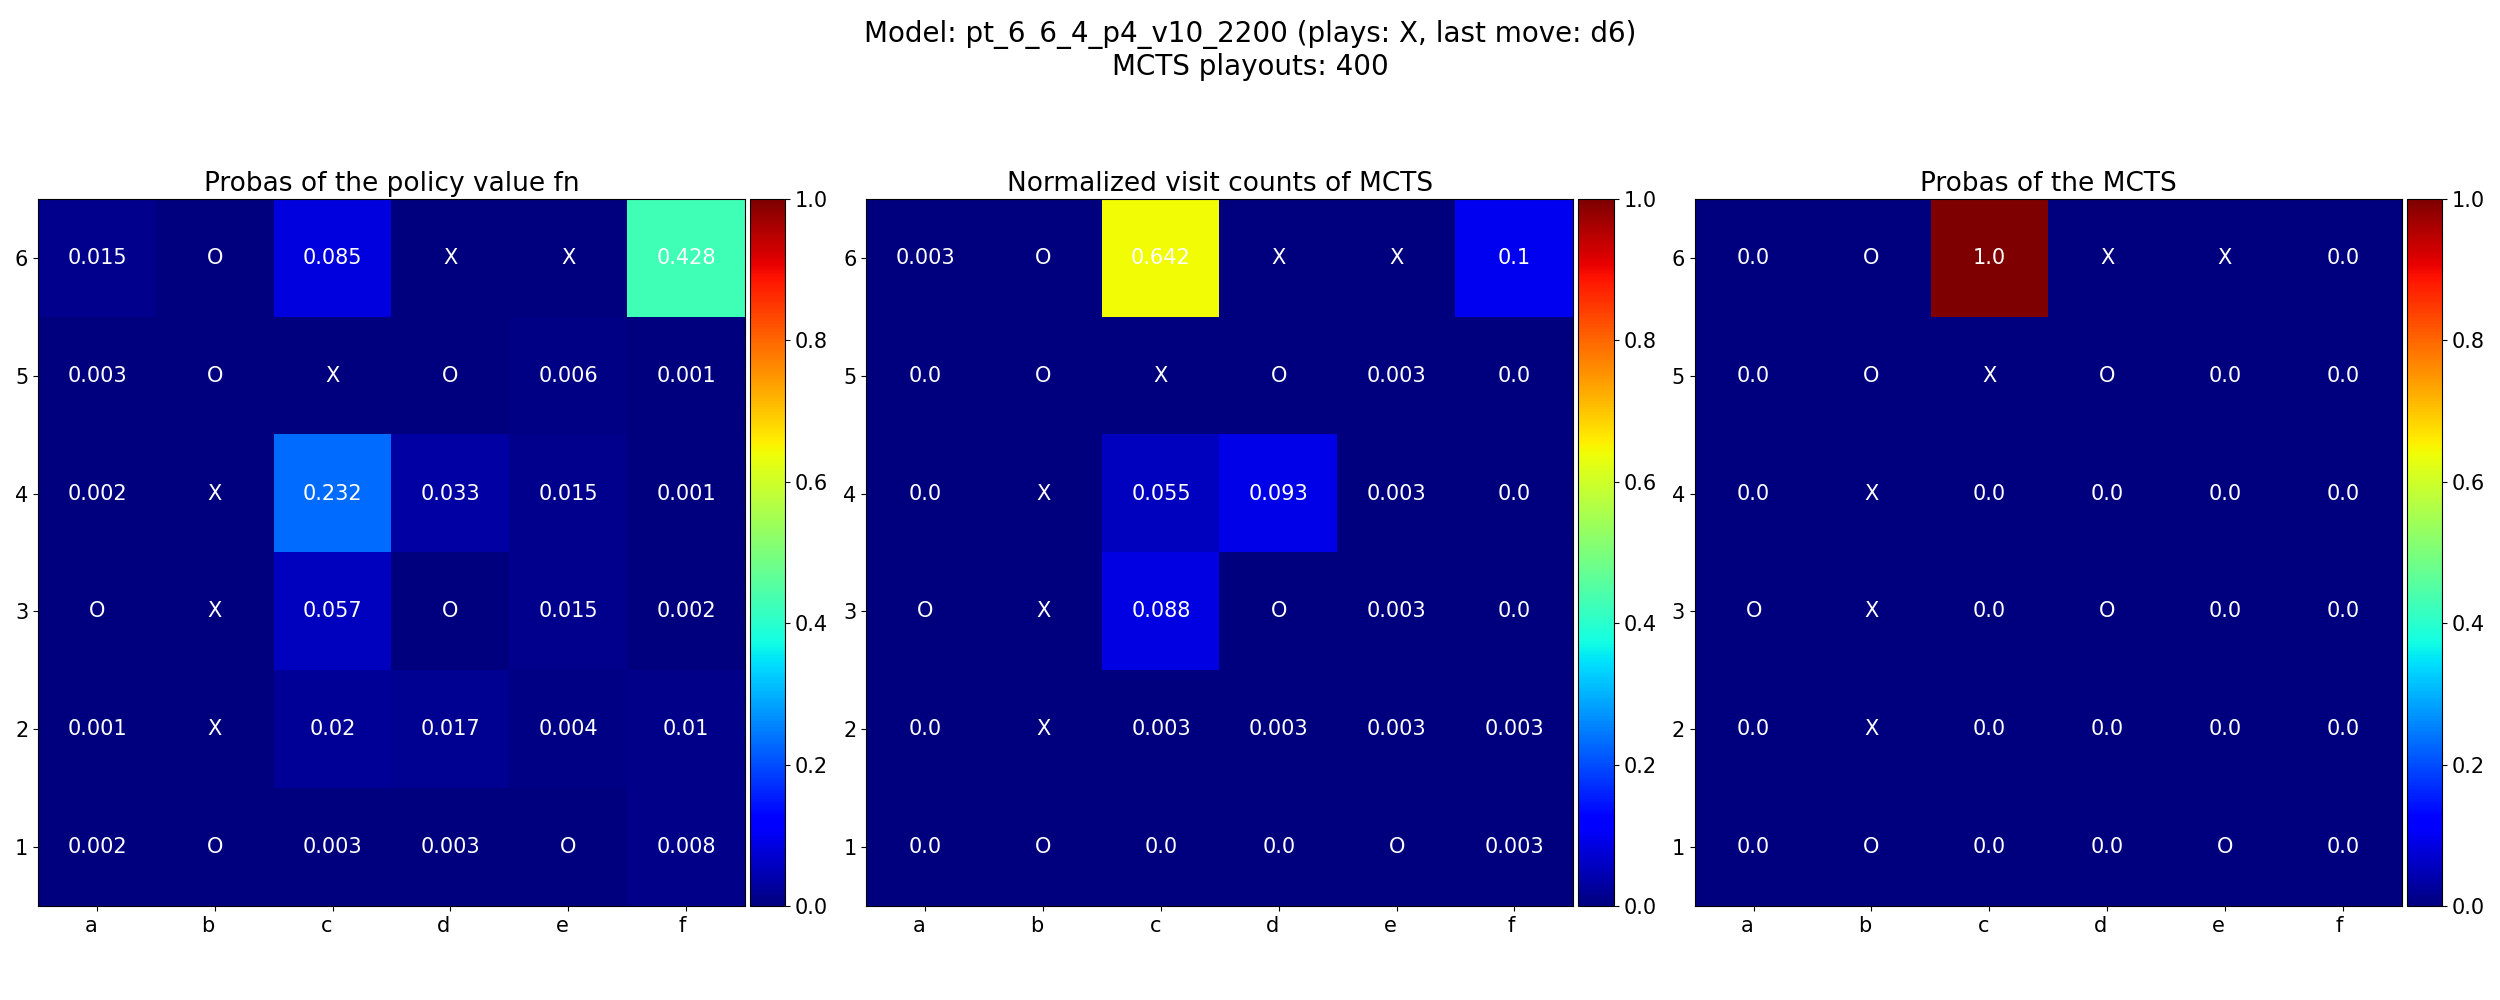 Model: pt_6_6_4_p4_v10_2200 (plays: X, last move: d6)
MCTS playouts: 400
Probas of the policy value fn
6 0.015 O 0.085 X X 0.428
5 0.003 O X O 0.006 0.001
4 0.002 X 0.232 0.033 0.015 0.001
3 O X 0.057 O 0.015 0.002
2 0.001 X 0.02 0.017 0.004 0.01
1 0.002 O 0.003 0.003 O 0.008
a b c d e f
1.0
0.8
0.6
0.4
0.2
0.0
Normalized visit counts of MCTS
6 0.003 O 0.642 X X 0.1
5 0.0 O X O 0.003 0.0
4 0.0 X 0.055 0.093 0.003 0.0
3 O X 0.088 O 0.003 0.0
2 0.0 X 0.003 0.003 0.003 0.003
1 0.0 O 0.0 0.0 O 0.003
a b c d e f
1.0
0.8
0.6
0.4
0.2
0.0
Probas of the MCTS
6 0.0 O 1.0 X X 0.0
5 0.0 O X O 0.0 0.0
4 0.0 X 0.0 0.0 0.0 0.0
3 O X 0.0 O 0.0 0.0
2 0.0 X 0.0 0.0 0.0 0.0
1 0.0 O 0.0 0.0 O 0.0
a b c d e f
1.0
0.8
0.6
0.4
0.2
0.0